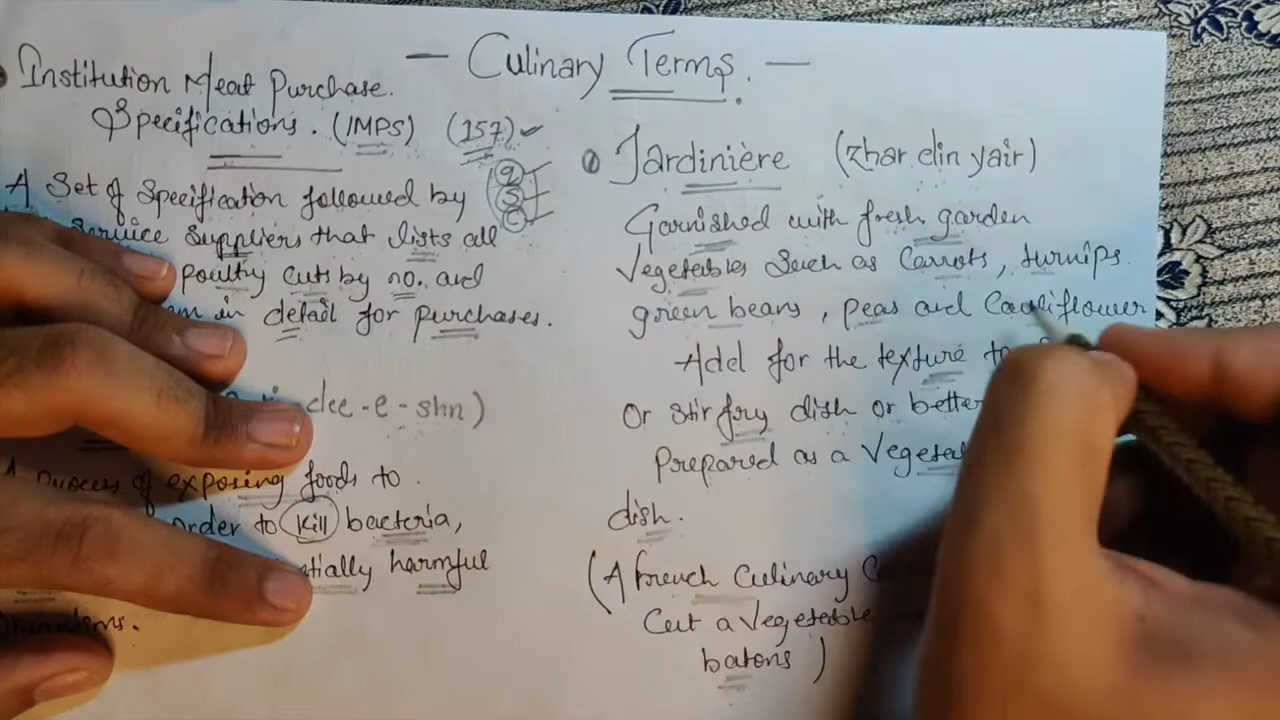 — Culinary Terms. —
Institution Meat Purchase.
Specifications. (IMPS) (157)
A Set of Specification followed by
Service Suppliers that lists all
poultry cuts by no. and
in detail for purchases.
dee-e-shn)
A process of exposing foods to
order to kill bacteria,
harmful
Jardinière (zhar din yair)
Garnished with fresh garden
Vegetables Such as Carrots, turnips
green beans, peas and Cauliflower
Add for the texture to
Or Stir fry dish or better
Prepared as a
dish.
(A French Culinary
Cut a Vegetable
batons)